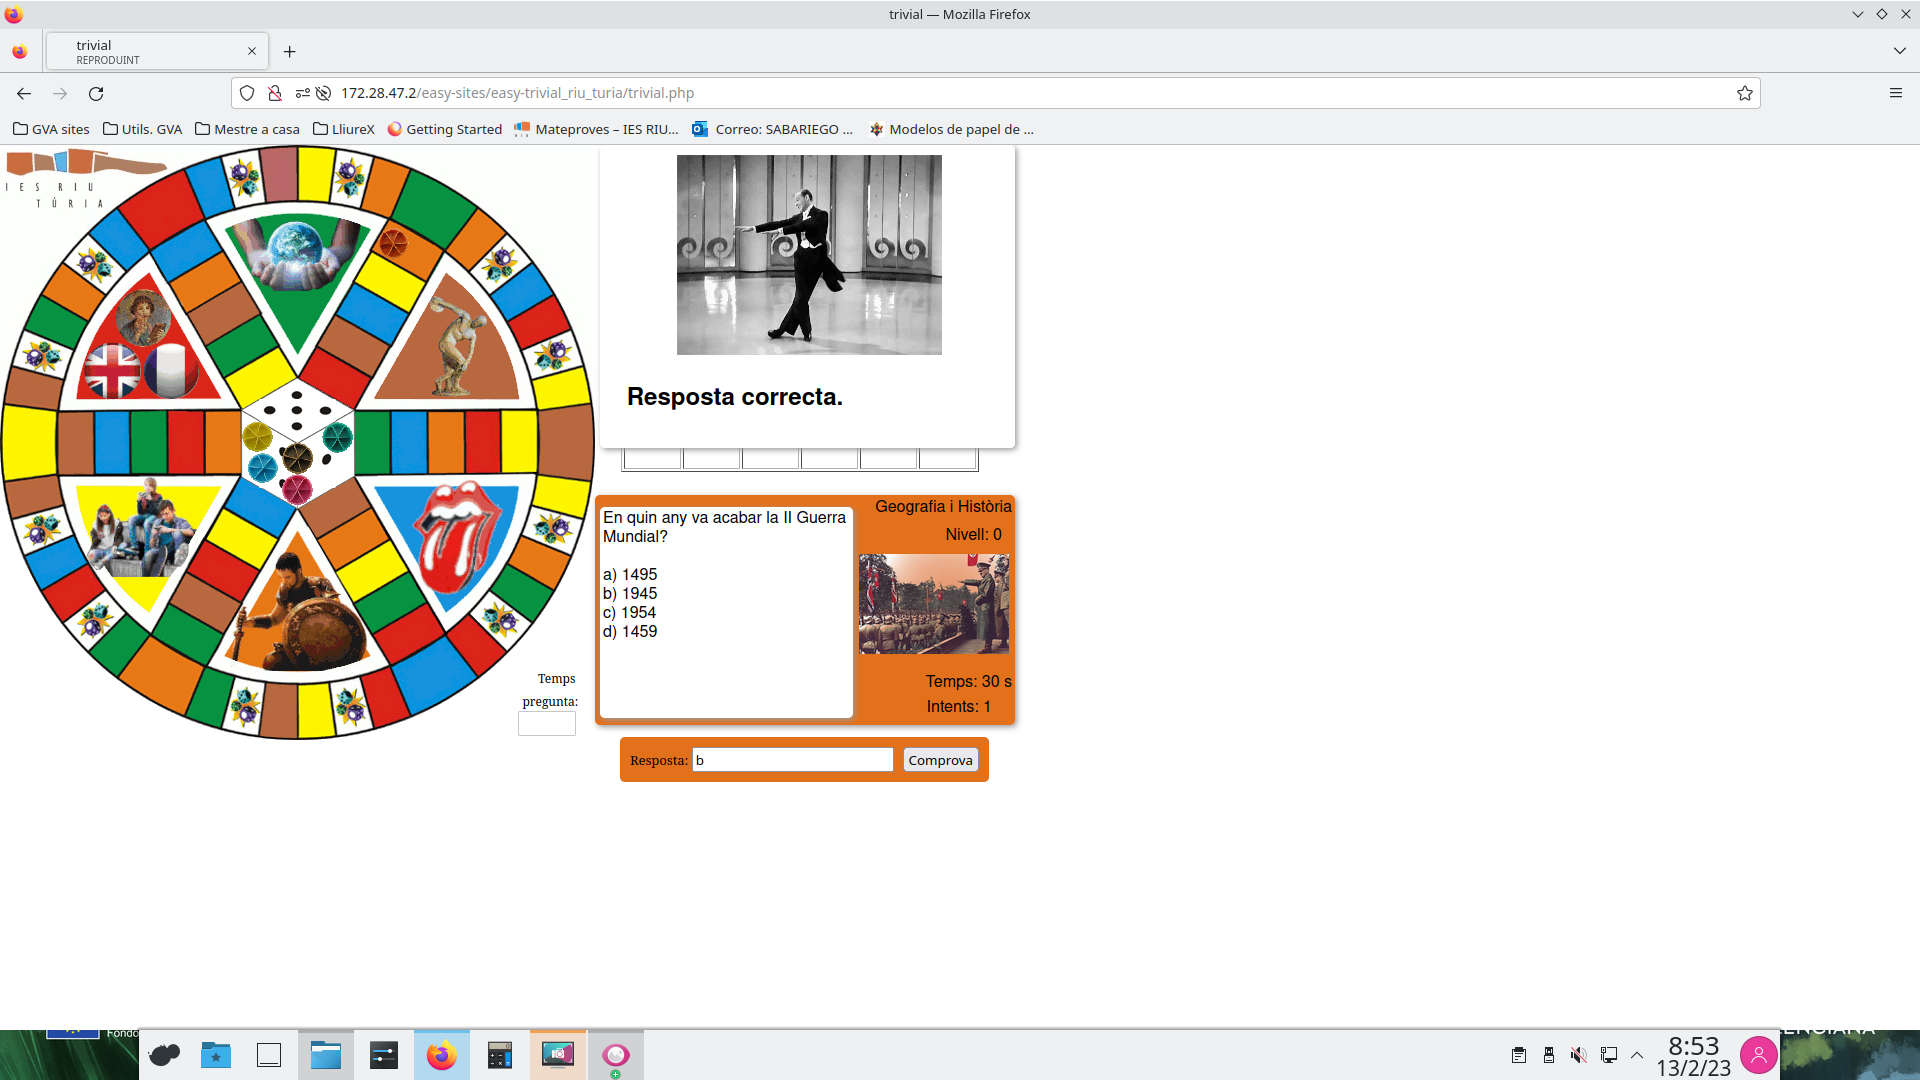 trivial — Mozilla Firefox
trivial
REPRODUINT
172.28.47.2/easy-sites/easy-trivial_riu_turia/trivial.php
GVA sites
Utils. GVA
Mestre a casa
LliureX
Getting Started
Mateproves – IES RIU...
Correo: SABARIEGO ...
Modelos de papel de ...
IES RIU
TÚRIA
Resposta correcta.
Geografia i Història
Nivell: 0
En quin any va acabar la II Guerra
Mundial?
a) 1495
b) 1945
c) 1954
d) 1459
Temps: 30 s
Intents: 1
Temps
pregunta:
Resposta: b
Comprova
Fondo
ENCIANA
8:53
13/2/23